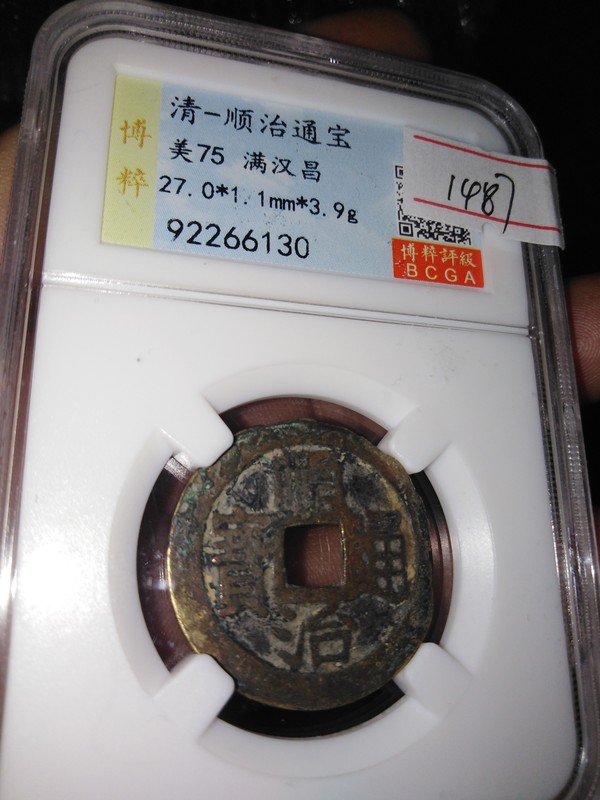 博粹
清-顺治通宝
美75 满汉昌
27.0*1.1mm*3.9g
92266130
1487
博粹評級
BCGA
順治通寶